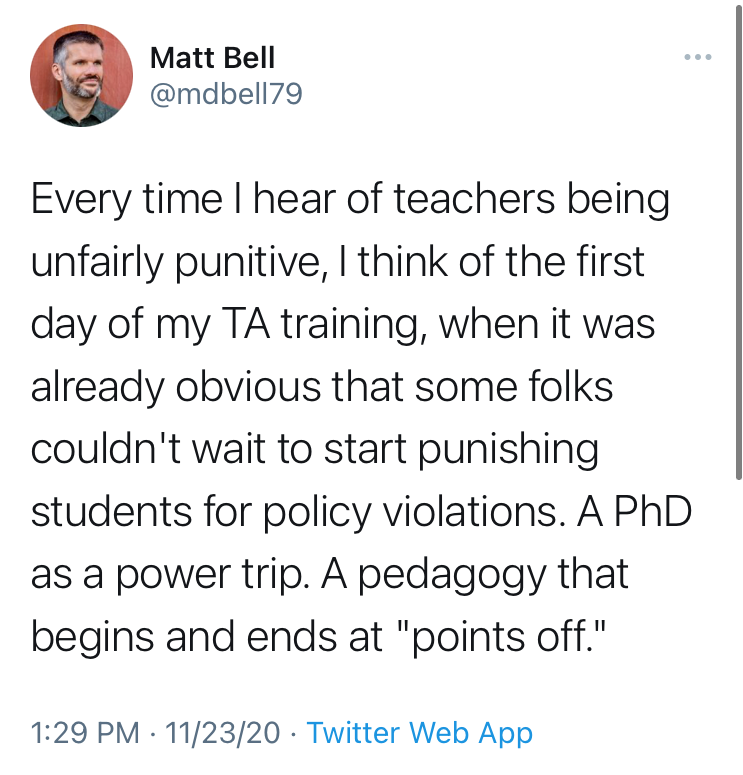 Matt Bell
@mdbell79
Every time I hear of teachers being
unfairly punitive, I think of the first
day of my TA training, when it was
already obvious that some folks
couldn't wait to start punishing
students for policy violations. A PhD
as a power trip. A pedagogy that
begins and ends at "points off."
1:29 PM · 11/23/20 · Twitter Web App